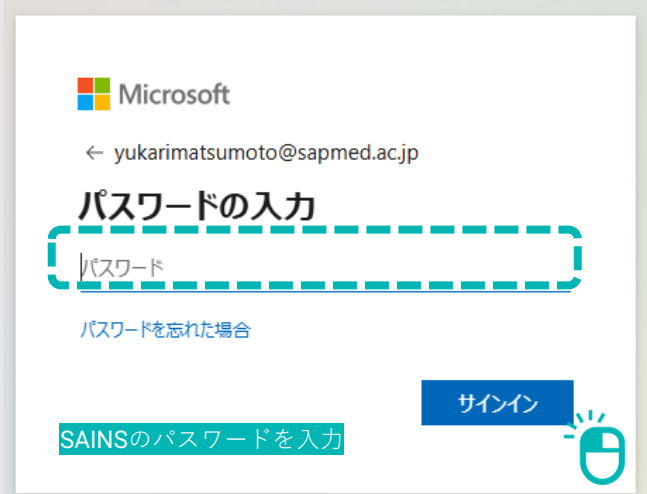 Microsoft
← yukarimatsumoto@sapmed.ac.jp
パスワードの入力
パスワード
パスワードを忘れた場合
サインイン
SAINSのパスワードを入力